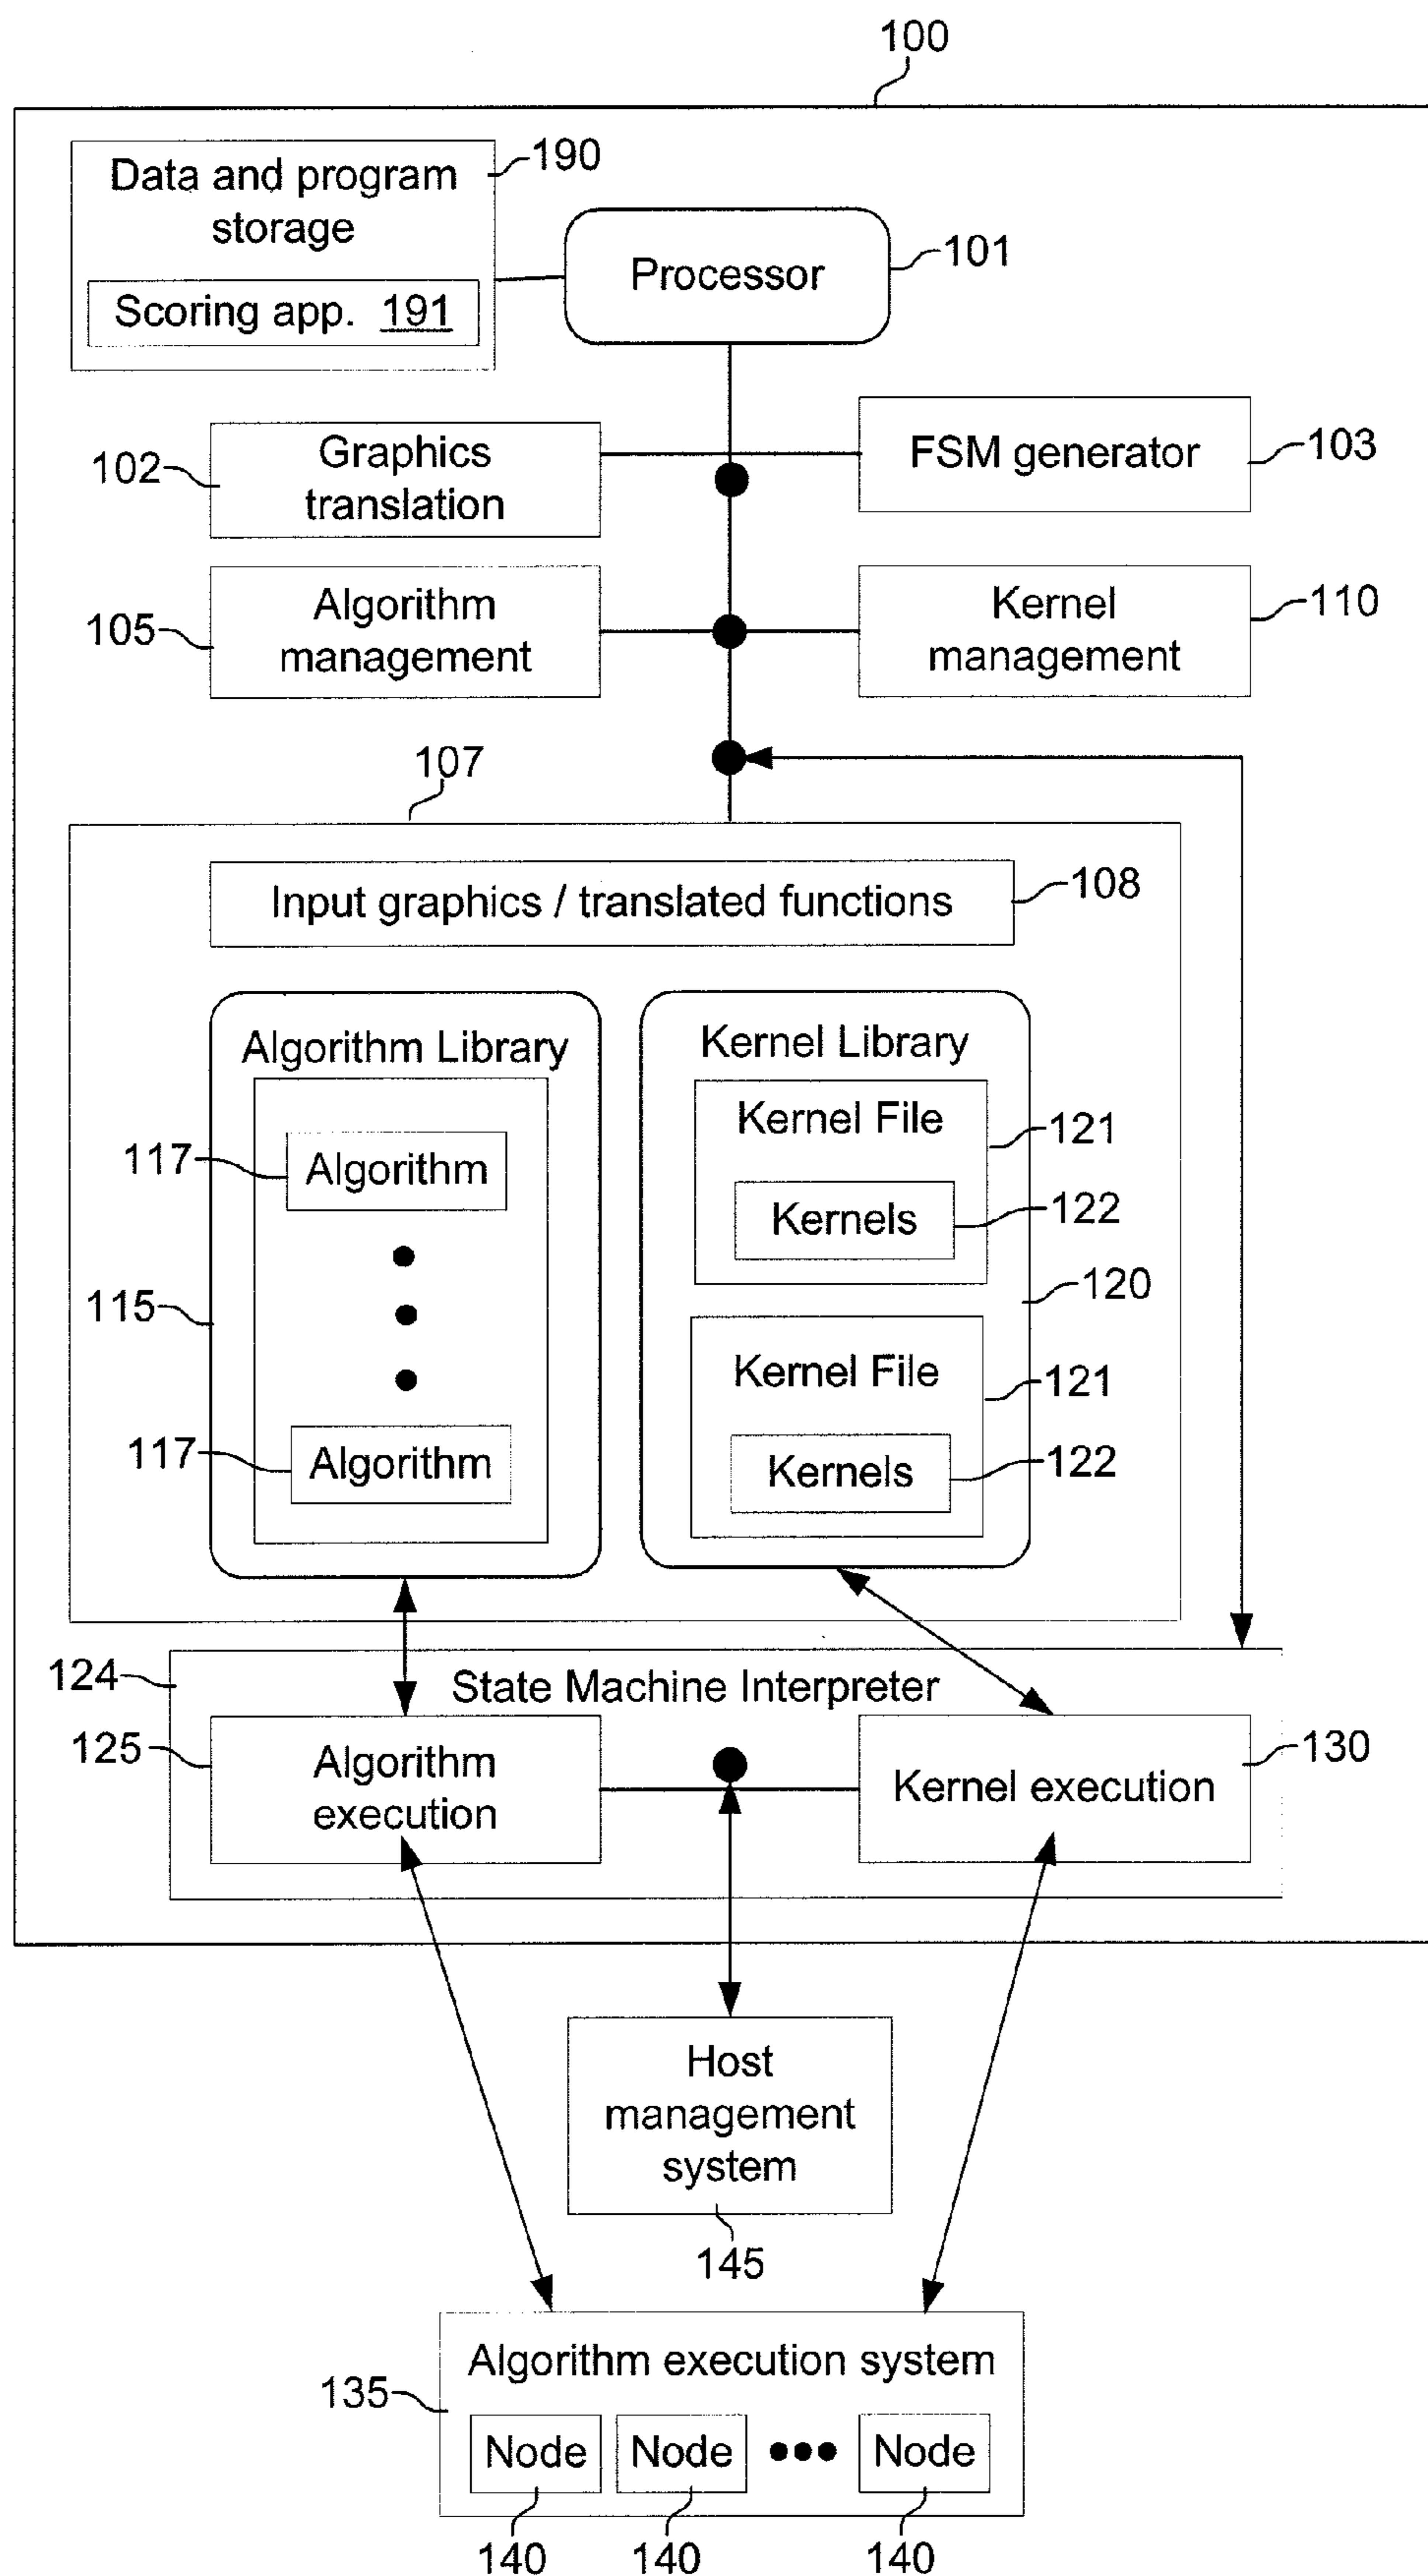 100
Data and program
storage
190
Scoring app. 191
Processor
101
102
Graphics
translation
FSM generator
103
105
Algorithm
management
Kernel
management
110
107
Input graphics / translated functions
108
Algorithm Library
117
Algorithm
115
117
Algorithm
Kernel Library
Kernel File
121
Kernels
122
120
Kernel File
121
Kernels
122
124
State Machine Interpreter
125
Algorithm
execution
Kernel execution
130
Host
management
system
145
Algorithm execution system
135
Node
Node
Node
140
140
140